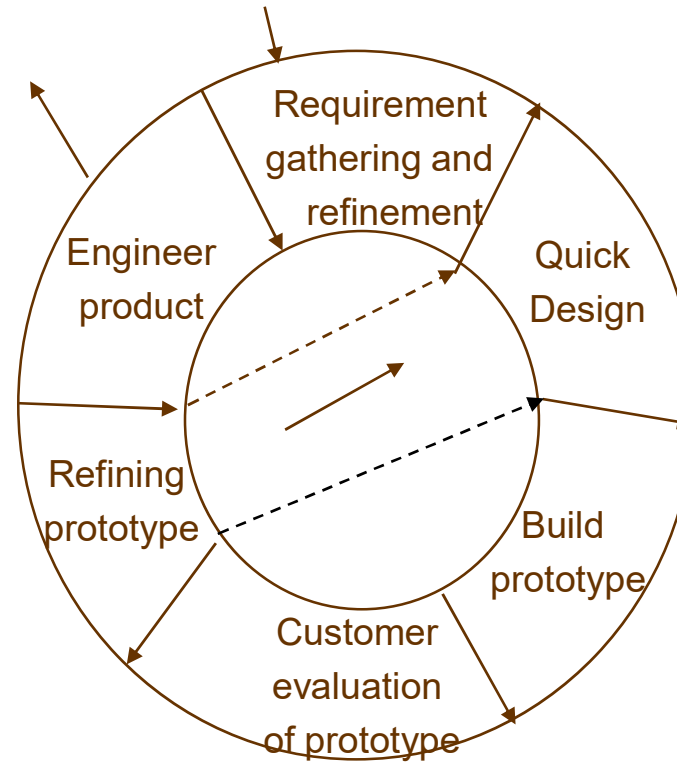 Requirement
gathering and
refinement
Quick
Design
Build
prototype
Customer
evaluation
of prototype
Refining
prototype
Engineer
product